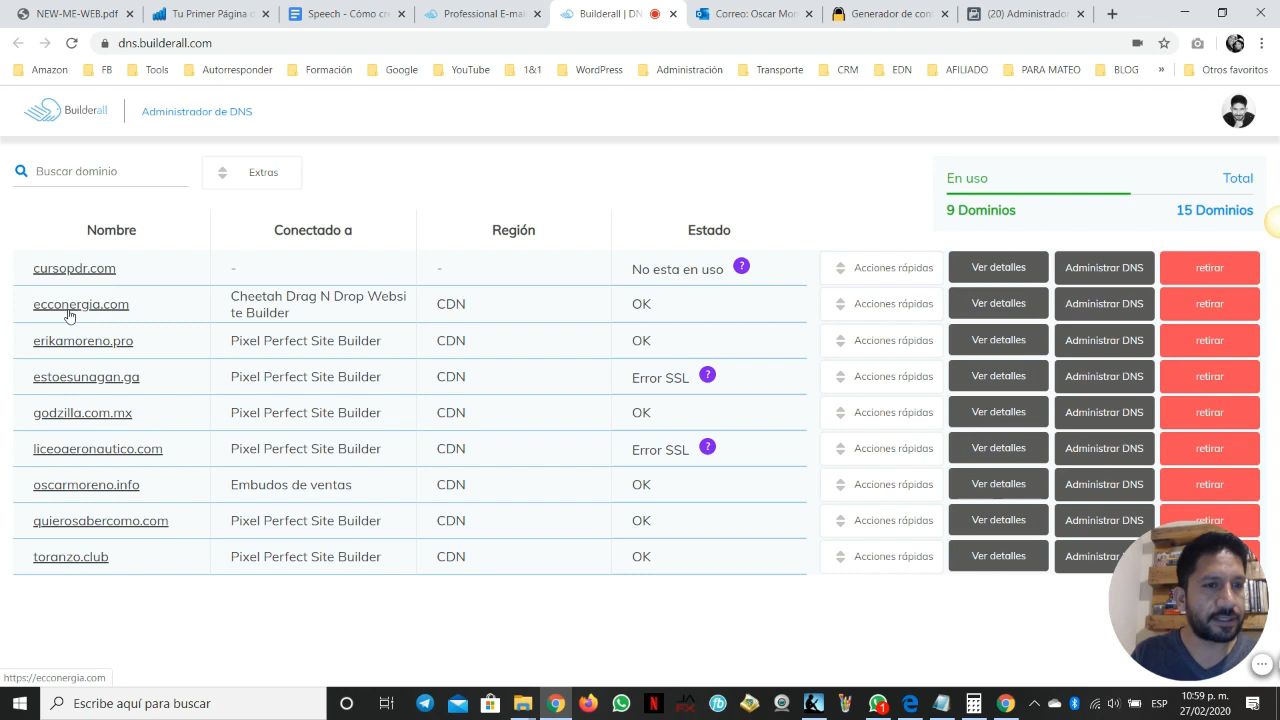 NEW-ME-WEB.pdf
Tu Primer Página
Speech - Cómo cr
Professional E-ma
Builderall | DN
Correo: Oscar Mor
Generador de con
(20) Administrador
dns.builderall.com
Amazon
FB
Tools
Autorresponder
Formación
Google
YouTube
1&1
WordPress
Administración
Transporte
CRM
EDN
AFILIADO
PARA MATEO
BLOG
»
Otros favoritos
Builderall
Administrador de DNS
Buscar dominio
Extras
En uso Total
9 Dominios 15 Dominios
Nombre Conectado a Región Estado
cursopdr.com - - No esta en uso ? Acciones rápidas Ver detalles Administrar DNS retirar
ecconergia.com Cheetah Drag N Drop Websi
te Builder CDN OK Acciones rápidas Ver detalles Administrar DNS retirar
erikamoreno.pro Pixel Perfect Site Builder CDN OK Acciones rápidas Ver detalles Administrar DNS retirar
estoesunagan.ga Pixel Perfect Site Builder CDN Error SSL ? Acciones rápidas Ver detalles Administrar DNS retirar
godzilla.com.mx Pixel Perfect Site Builder CDN OK Acciones rápidas Ver detalles Administrar DNS retirar
liceoaeronautico.com Pixel Perfect Site Builder CDN Error SSL ? Acciones rápidas Ver detalles Administrar DNS retirar
oscarmoreno.info Embudos de ventas CDN OK Acciones rápidas Ver detalles Administrar DNS retirar
quierosabercomo.com Pixel Perfect Site Builder CDN OK Acciones rápidas Ver detalles Administrar DNS retirar
toranzo.club Pixel Perfect Site Builder CDN OK Acciones rápidas Ver detalles Administrar
https://ecconergia.com
Escribe aquí para buscar
ESP
10:59 p. m.
27/02/2020